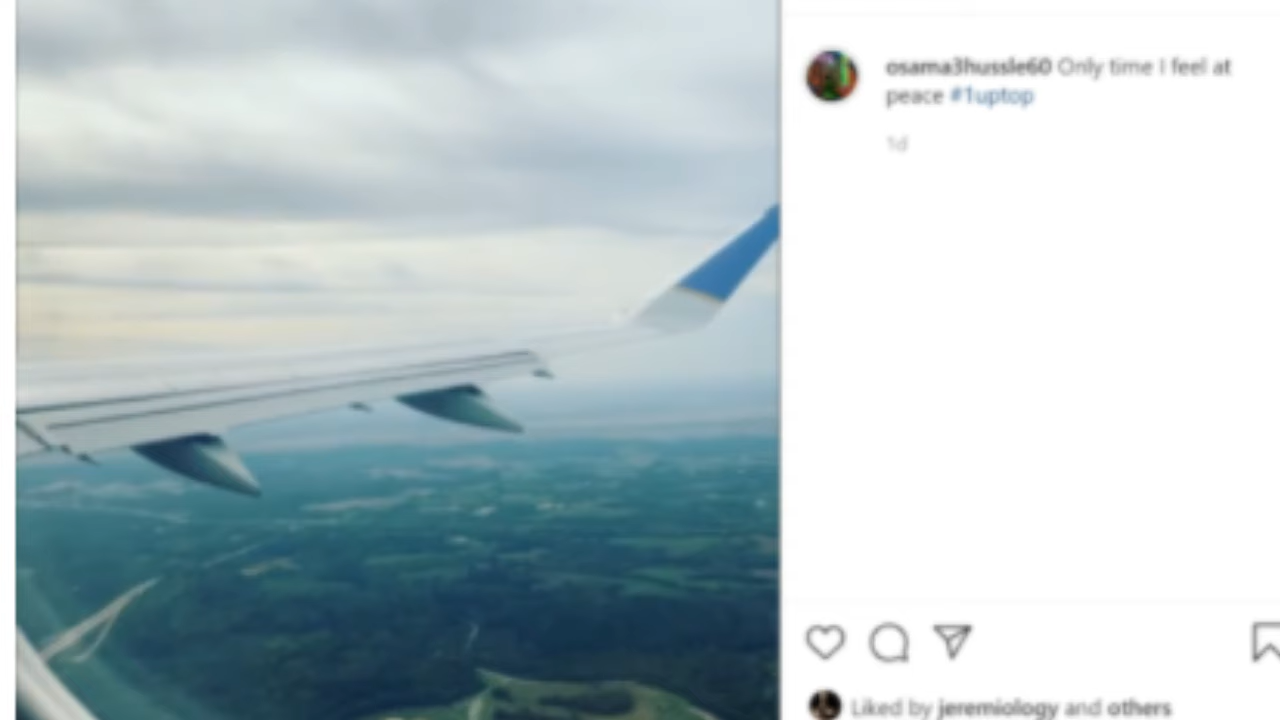 osama3hussle60 Only time I feel at
peace #1uptop
1d
Liked by jeremiology and others